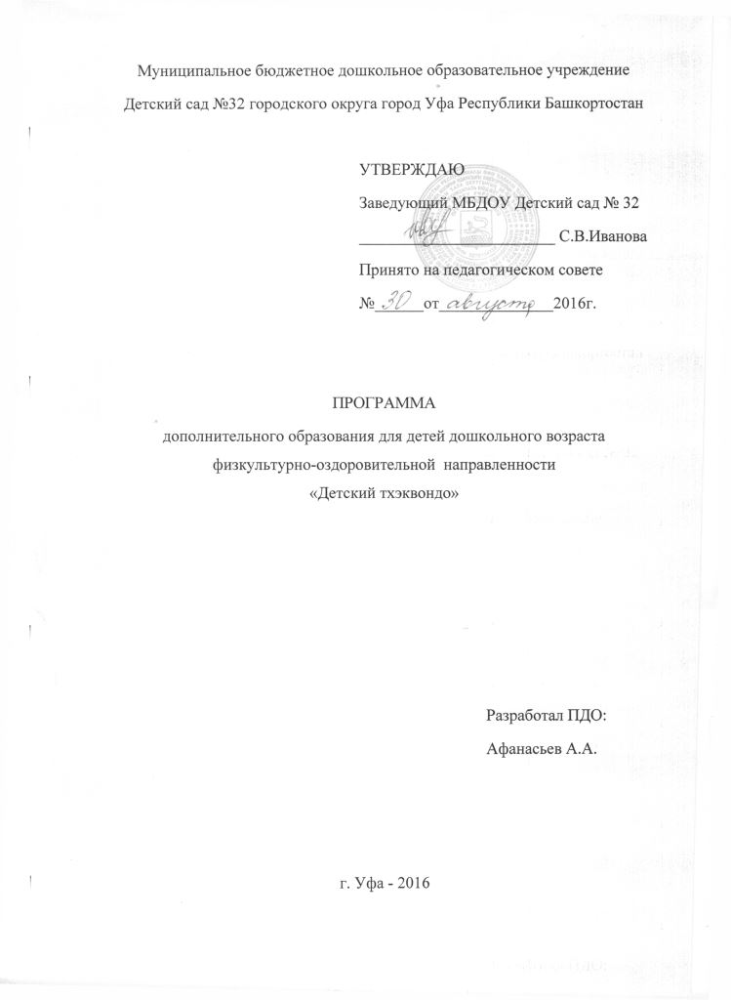 Муниципальное бюджетное дошкольное образовательное учреждение
Детский сад №32 городского округа город Уфа Республики Башкортостан
УТВЕРЖДАЮ
Заведующий МБДОУ Детский сад № 32
С.В.Иванова
Принято на педагогическом совете
№ 30 от августа 2016г.
ПРОГРАММА
дополнительного образования для детей дошкольного возраста
физкультурно-оздоровительной направленности
«Детский тхэквондо»
Разработал ПДО:
Афанасьев А.А.
г. Уфа - 2016